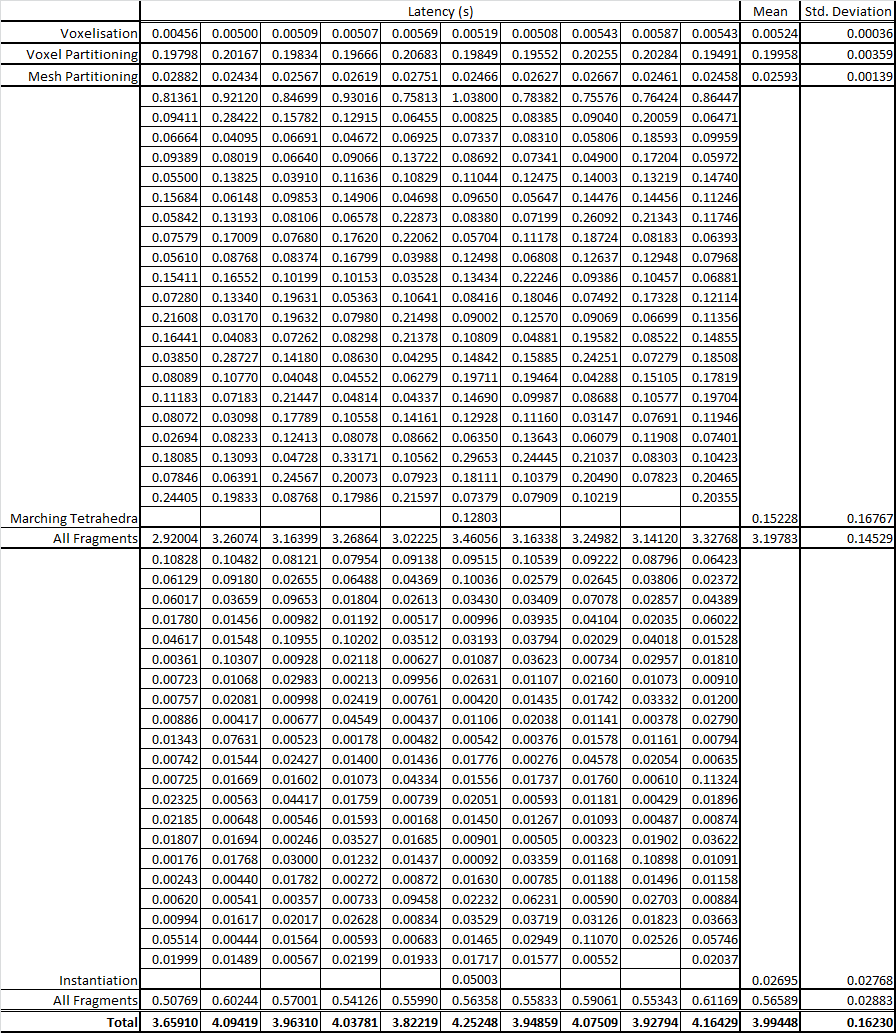 Latency (s) Mean Std. Deviation
Voxelisation 0.00456 0.00500 0.00509 0.00507 0.00569 0.00519 0.00508 0.00543 0.00587 0.00543 0.00524 0.00036
Voxel Partitioning 0.19798 0.20167 0.19834 0.19666 0.20683 0.19849 0.19552 0.20255 0.20284 0.19491 0.19958 0.00359
Mesh Partitioning 0.02882 0.02434 0.02567 0.02619 0.02751 0.02466 0.02627 0.02667 0.02461 0.02458 0.02593 0.00139
0.81361 0.92120 0.84699 0.93016 0.75813 1.03800 0.78382 0.75576 0.76424 0.86447
0.09411 0.28422 0.15782 0.12915 0.06455 0.00825 0.08385 0.09040 0.20059 0.06471
0.06664 0.04095 0.06691 0.04672 0.06925 0.07337 0.08310 0.05806 0.18593 0.09959
0.09389 0.08019 0.06640 0.09066 0.13722 0.08692 0.07341 0.04900 0.17204 0.05972
0.05500 0.13825 0.03910 0.11636 0.10829 0.11044 0.12475 0.14003 0.13219 0.14740
0.15684 0.06148 0.09853 0.14906 0.04698 0.09650 0.05647 0.14476 0.14456 0.11246
0.05842 0.13193 0.08106 0.06578 0.22873 0.08380 0.07199 0.26092 0.21343 0.11746
0.07579 0.17009 0.07680 0.17620 0.22062 0.05704 0.11178 0.18724 0.08183 0.06393
0.05610 0.08768 0.08374 0.16799 0.03988 0.12498 0.06808 0.12637 0.12948 0.07968
0.15411 0.16552 0.10199 0.10153 0.03528 0.13434 0.22246 0.09386 0.10457 0.06881
0.07280 0.13340 0.19631 0.05363 0.10641 0.08416 0.18046 0.07492 0.17328 0.12114
0.21608 0.03170 0.19632 0.07980 0.21498 0.09002 0.12570 0.09069 0.06699 0.11356
0.16441 0.04083 0.07262 0.08298 0.21378 0.10809 0.04881 0.19582 0.08522 0.14855
0.03850 0.28727 0.14180 0.08630 0.04295 0.14842 0.15885 0.24251 0.07279 0.18508
0.08089 0.10770 0.04048 0.04552 0.06279 0.19711 0.19464 0.04288 0.15105 0.17819
0.11183 0.07183 0.21447 0.04814 0.04337 0.14690 0.09987 0.08688 0.10577 0.19704
0.08072 0.03098 0.17789 0.10558 0.14161 0.12928 0.11160 0.03147 0.07691 0.11946
0.02694 0.08233 0.12413 0.08078 0.08662 0.06350 0.13643 0.06079 0.11908 0.07401
0.18085 0.13093 0.04728 0.33171 0.10562 0.29653 0.24445 0.21037 0.08303 0.10423
0.07846 0.06391 0.24567 0.20073 0.07923 0.18111 0.10379 0.20490 0.07823 0.20465
0.24405 0.19833 0.08768 0.17986 0.21597 0.07379 0.07909 0.10219 0.20355
Marching Tetrahedra 0.12803 0.15228 0.16767
All Fragments 2.92004 3.26074 3.16399 3.26864 3.02225 3.46056 3.16338 3.24982 3.14120 3.32768 3.19783 0.14529
0.10828 0.10482 0.08121 0.07954 0.09138 0.09515 0.10539 0.09222 0.08796 0.06423
0.06129 0.09180 0.02655 0.06488 0.04369 0.10036 0.02579 0.02645 0.03806 0.02372
0.06017 0.03659 0.09653 0.01804 0.02613 0.03430 0.03409 0.07078 0.02857 0.04389
0.01780 0.01456 0.00982 0.01192 0.00517 0.00996 0.03935 0.04104 0.02035 0.06022
0.04617 0.01548 0.10955 0.10202 0.03512 0.03193 0.03794 0.02029 0.04018 0.01528
0.00361 0.10307 0.00928 0.02118 0.00627 0.01087 0.03623 0.00734 0.02957 0.01810
0.00723 0.01068 0.02983 0.00213 0.09956 0.02631 0.01107 0.02160 0.01073 0.00910
0.00757 0.02081 0.00998 0.02419 0.00761 0.00420 0.01435 0.01742 0.03332 0.01200
0.00886 0.00417 0.00677 0.04549 0.00437 0.01106 0.02038 0.01141 0.00378 0.02790
0.01343 0.07631 0.00523 0.00178 0.00482 0.00542 0.00376 0.01578 0.01161 0.00794
0.00742 0.01544 0.02427 0.01400 0.01436 0.01776 0.00276 0.04578 0.02054 0.00635
0.00725 0.01669 0.01602 0.01073 0.04334 0.01556 0.01737 0.01760 0.00610 0.11324
0.02325 0.00563 0.04417 0.01759 0.00739 0.02051 0.00593 0.01181 0.00429 0.01896
0.02185 0.00648 0.00546 0.01593 0.00168 0.01450 0.01267 0.01093 0.00487 0.00874
0.01807 0.01694 0.00246 0.03527 0.01685 0.00901 0.00505 0.00323 0.01902 0.03622
0.00176 0.01768 0.03000 0.01232 0.01437 0.00092 0.03359 0.01168 0.10898 0.01091
0.00243 0.00440 0.01782 0.00272 0.00872 0.01630 0.00785 0.01188 0.01496 0.01158
0.00620 0.00541 0.00357 0.00733 0.09458 0.02232 0.06231 0.00590 0.02703 0.00884
0.00994 0.01617 0.02017 0.02628 0.00834 0.03529 0.03719 0.03126 0.01823 0.03663
0.05514 0.00444 0.01564 0.00593 0.00683 0.01465 0.02949 0.11070 0.02526 0.05746
0.01999 0.01489 0.00567 0.02199 0.01933 0.01717 0.01577 0.00552 0.02037
Instantiation 0.05003 0.02695 0.02768
All Fragments 0.50769 0.60244 0.57001 0.54126 0.55990 0.56358 0.55833 0.59061 0.55343 0.61169 0.56589 0.02883
Total 3.65910 4.09419 3.96310 4.03781 3.82219 4.25248 3.94859 4.07509 3.92794 4.16429 3.99448 0.16230